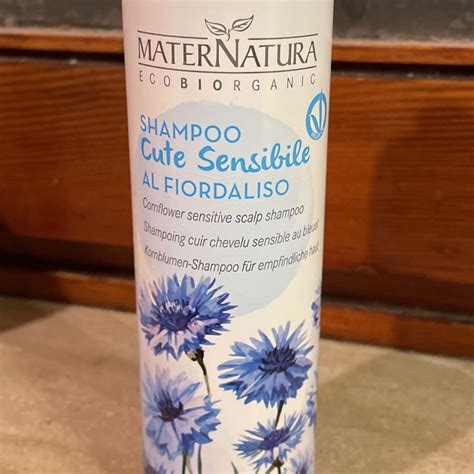 MATERNATURA
ECOBIORGANIC
SHAMPOO
Cute Sensibile
AL FIORDALISO
Cornflower sensitive scalp shampoo
Shampoing cuir chevelu sensible au bleuet
Kornblumen-Shampoo für empfindliche haut